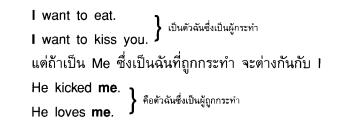 I want to eat.
I want to kiss you.
เป็นตัวฉันซึ่งเป็นผู้กระทำ
แต่ถ้าเป็น Me ซึ่งเป็นฉันที่ถูกกระทำ จะต่างกันกับ I
He kicked me.
He loves me.
คือตัวฉันซึ่งเป็นผู้ถูกกระทำ